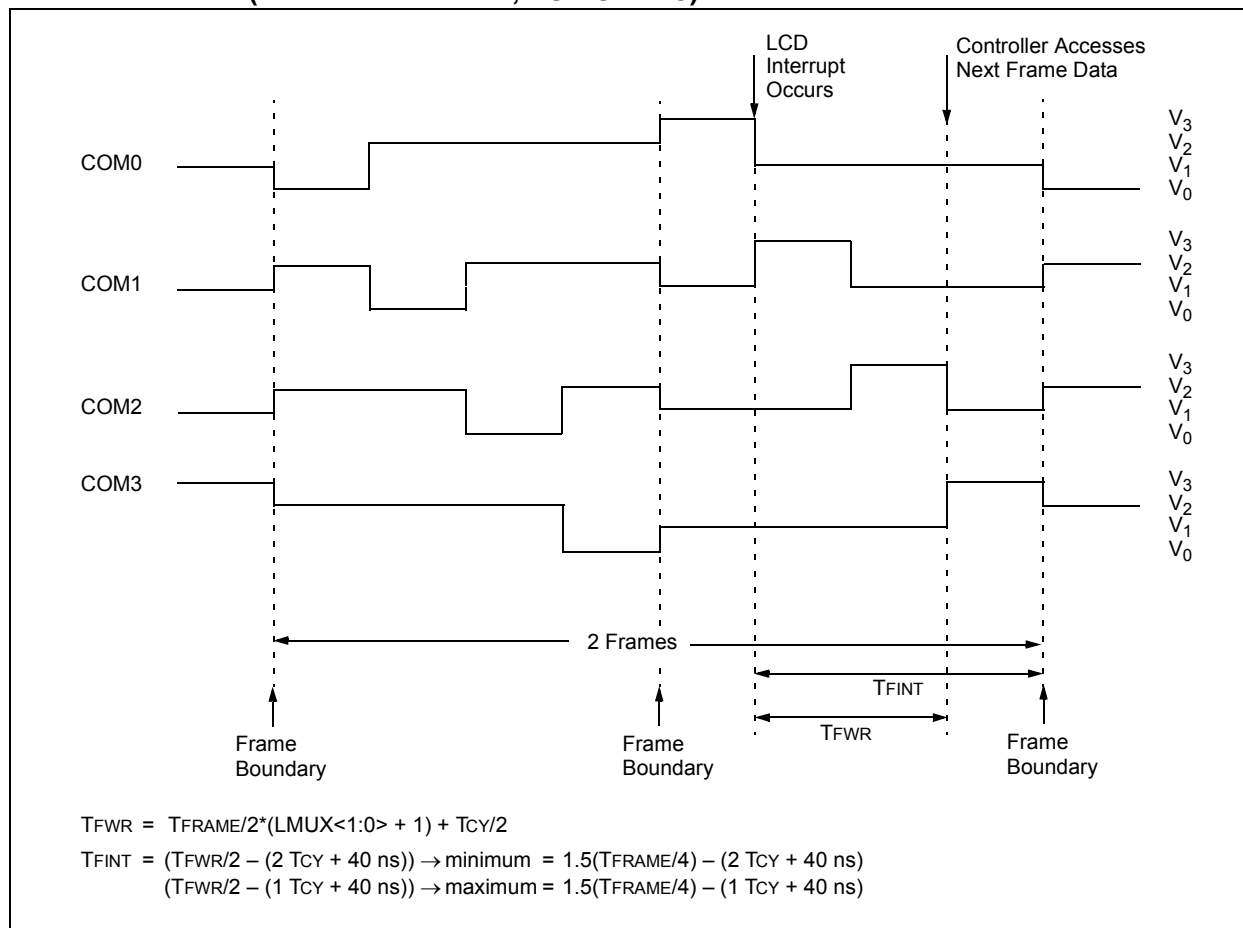 LCD
Interrupt
Occurs
Controller Accesses
Next Frame Data
COM0
V3
V2
V1
V0
COM1
V3
V2
V1
V0
COM2
V3
V2
V1
V0
COM3
V3
V2
V1
V0
2 Frames
TFINT
TFWR
Frame
Boundary
Frame
Boundary
Frame
Boundary
TFWR = TFRAME/2*(LMUX<1:0> + 1) + TCY/2
TFINT = (TFWR/2 – (2 TCY + 40 ns)) → minimum = 1.5(TFRAME/4) – (2 TCY + 40 ns)
(TFWR/2 – (1 TCY + 40 ns)) → maximum = 1.5(TFRAME/4) – (1 TCY + 40 ns)